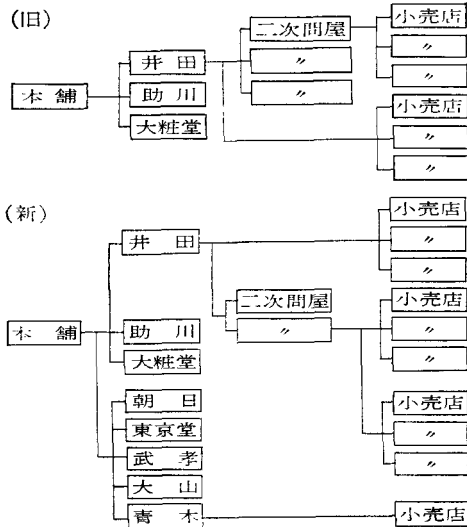 (旧)
二次問屋 小売店
〃
井田 〃 〃
本舗 助川 〃 小売店
大粧堂 〃
〃
(新)
小売店
井田 〃
〃
二次問屋 小売店
本舗 助川 〃 〃
大粧堂 〃
朝日 小売店
東京堂 〃
武孝 〃
大山
青木 小売店